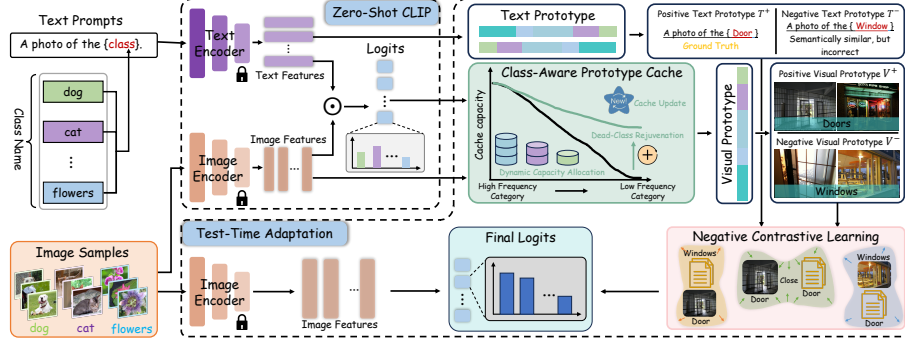 Text Prompts
A photo of the {class}.
Class Name
dog
cat
flowers
Image Samples
dog
cat
flowers
Zero-Shot CLIP
Text Encoder
Text Features
Logits
Image Features
Image Encoder
Test-Time Adaptation
Image Encoder
Image Features
Text Prototype
Positive Text Prototype T⁺
A photo of the { Door }
Ground Truth
Negative Text Prototype T⁻
A photo of the { Window }
Semantically similar, but
incorrect
Class-Aware Prototype Cache
Cache capacity
New!
Cache Update
Dead-Class Rejuvenation
Dynamic Capacity Allocation
High Frequency
Category
Low Frequency
Category
Visual Prototype
Positive Visual Prototype V⁺
Doors
Negative Visual Prototype V⁻
Windows
Final Logits
Negative Contrastive Learning
Windows
Door
Close
Door
Door
Windows
Door